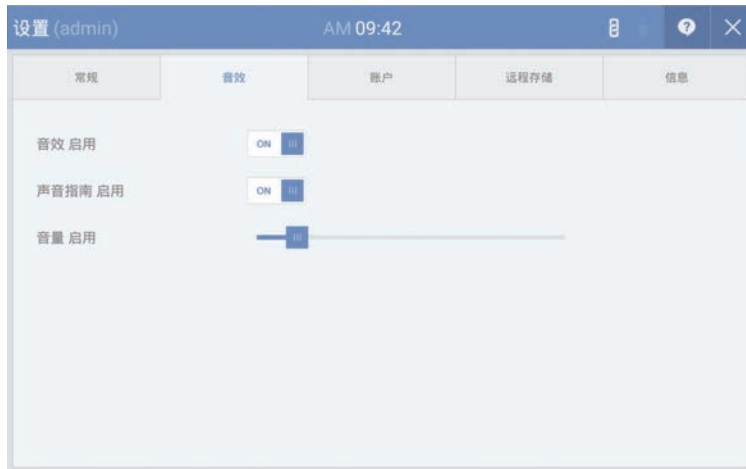 设置 (admin) AM 09:42 ?
常规 音效 账户 远程存储 信息
音效 启用 ON
声音指南 启用 ON
音量 启用